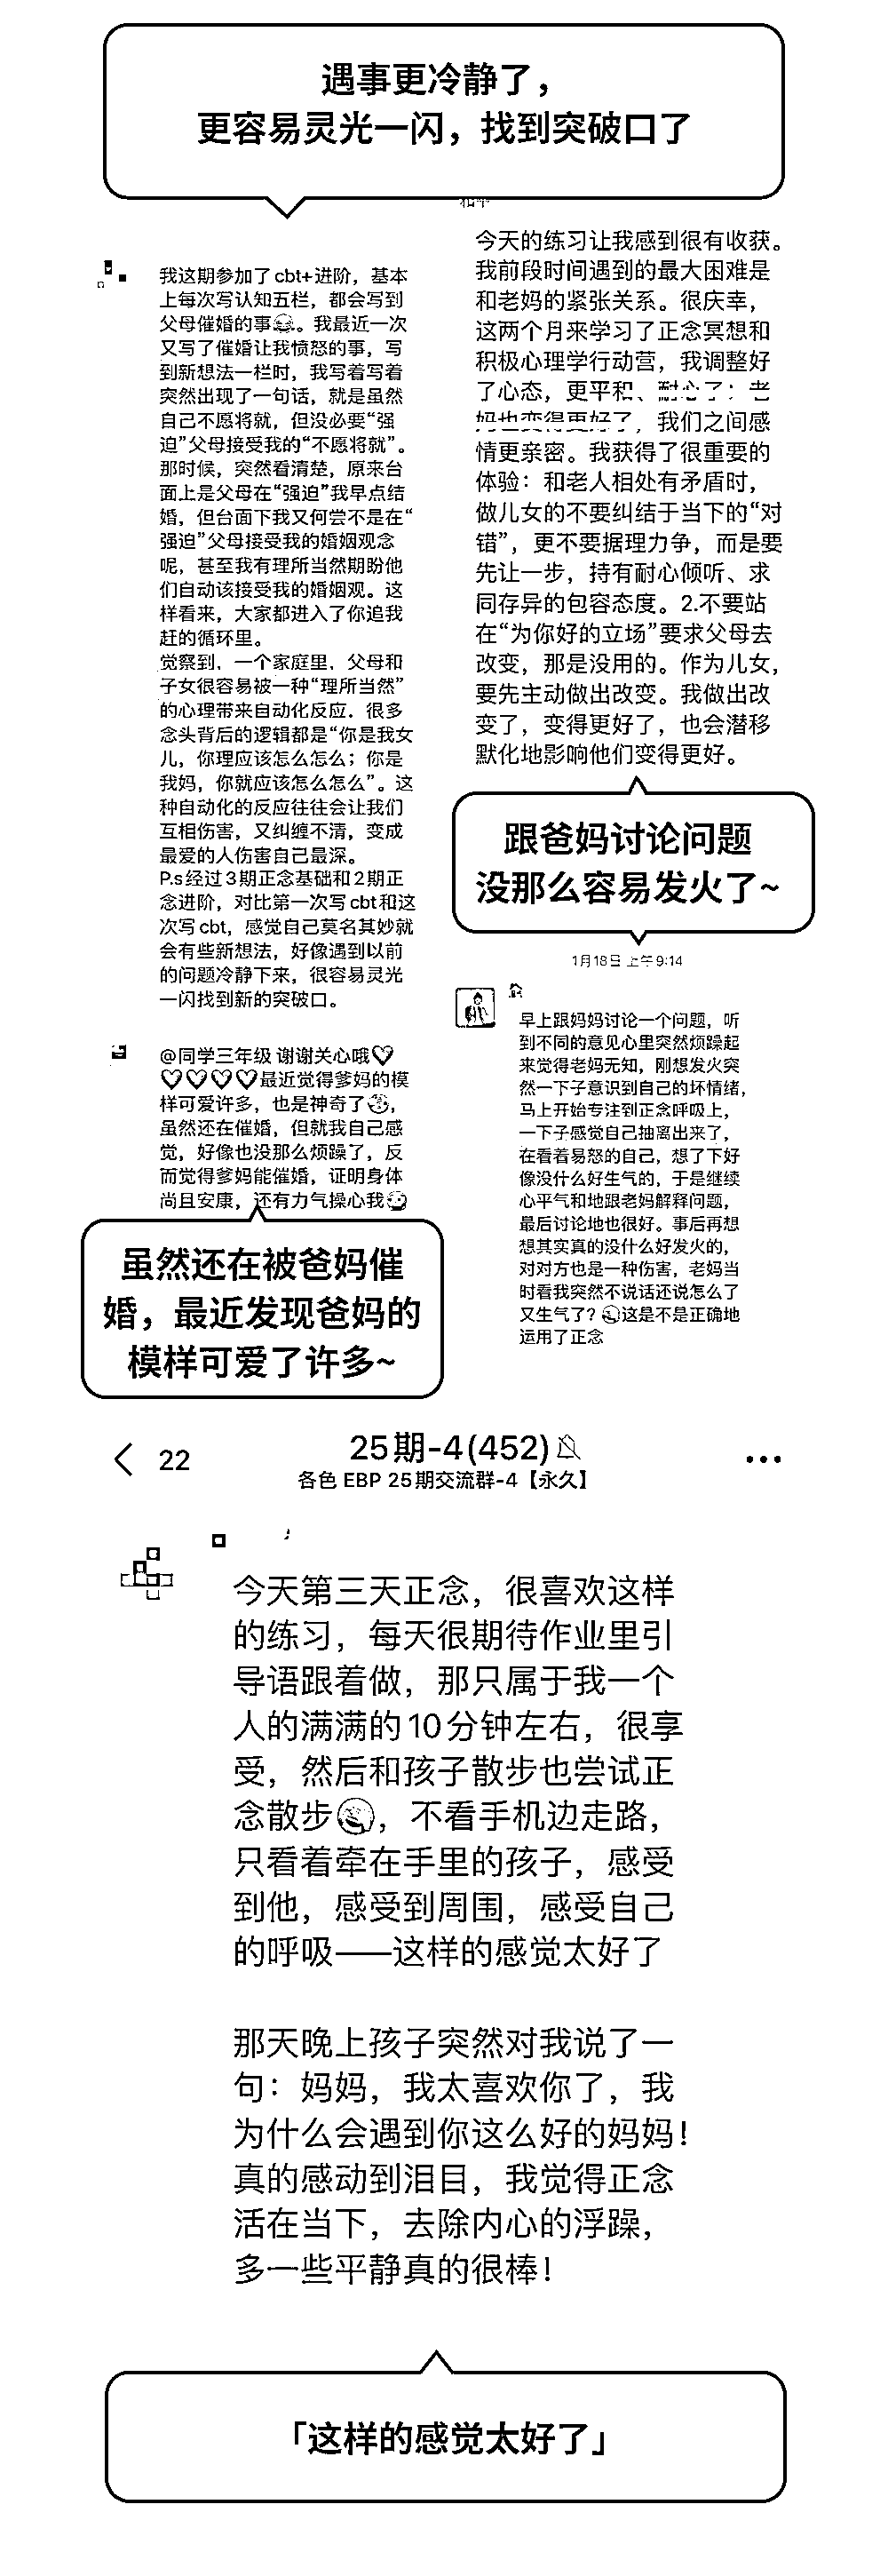 遇事更冷静了，
更容易灵光一闪，找到突破口了
我这期参加了cbt+进阶，基本
上每次写认知五栏，都会写到
父母催婚的事。我最近一次
又写了催婚让我愤怒的事，写
到新想法一栏时，我写着写着
突然出现了一句话，就是虽然
自己不愿将就，但没必要“强
迫”父母接受我的“不愿将就”。
那时候，突然看清楚，原来台
面上是父母在“强迫”我早点结
婚，但台面下我又何尝不是在“
强迫”父母接受我的婚姻观念
呢，甚至我有理所当然期盼他
们自动该接受我的婚姻观。这
样看来，大家都进入了你追我
赶的循环里。
觉察到，一个家庭里，父母和
子女很容易被一种“理所当然”
的心理带来自动化反应，很多
念头背后的逻辑都是“你是我女
儿，你理应该怎么怎么；你是
我妈，你就应该怎么怎么”。这
种自动化的反应往往会让我们
互相伤害，又纠缠不清，变成
最爱的人伤害自己最深。
P.s经过3期正念基础和2期正
念进阶，对比第一次写cbt和这
次写cbt，感觉自己莫名其妙就
会有些新想法，好像遇到以前
的问题冷静下来，很容易灵光
一闪找到新的突破口。
@同学三年级 谢谢关心哦♡
♡♡♡♡最近觉得爹妈的模
样可爱许多，也是神奇了，
虽然还在催婚，但就我自己感
觉，好像也没那么烦躁了，反
而觉得爹妈能催婚，证明身体
尚且安康，还有力气操心我
虽然还在被爸妈催
婚，最近发现爸妈的
模样可爱了许多~
今天的练习让我感到很有收获。
我前段时间遇到的最大困难是
和老妈的紧张关系。很庆幸，
这两个月来学习了正念冥想和
积极心理学行动营，我调整好
了心态，更平和、耐心了；老
妈也变得更好了，我们之间感
情更亲密。我获得了很重要的
体验：和老人相处有矛盾时，
做儿女的不要纠结于当下的“对
错”，更不要据理力争，而是要
先让一步，持有耐心倾听、求
同存异的包容态度。2.不要站
在“为你好的立场”要求父母去
改变，那是没用的。作为儿女，
要先主动做出改变。我做出改
变了，变得更好了，也会潜移
默化地影响他们变得更好。
跟爸妈讨论问题
没那么容易发火了~
1月18日 上午9:14
早上跟妈妈讨论一个问题，听
到不同的意见心里突然烦躁起
来觉得老妈无知，刚想发火突
然一下子意识到自己的坏情绪，
马上开始专注到正念呼吸上，
一下子感觉自己抽离出来了，
在看着易怒的自己，想了下好
像没什么好生气的，于是继续
心平气和地跟老妈解释问题，
最后讨论地也很好。事后再想
想其实真的没什么好发火的，
对对方也是一种伤害，老妈当
时看我突然不说话还说怎么了
又生气了？这是不是正确地
运用了正念
22
25期-4(452)
各色 EBP 25期交流群-4【永久】
今天第三天正念，很喜欢这样
的练习，每天很期待作业里引
导语跟着做，那只属于我一个
人的满满的10分钟左右，很享
受，然后和孩子散步也尝试正
念散步，不看手机边走路，
只看着牵在手里的孩子，感受
到他，感受到周围，感受自己
的呼吸——这样的感觉太好了
那天晚上孩子突然对我说了一
句：妈妈，我太喜欢你了，我
为什么会遇到你这么好的妈妈！
真的感动到泪目，我觉得正念
活在当下，去除内心的浮躁，
多一些平静真的很棒！
「这样的感觉太好了」